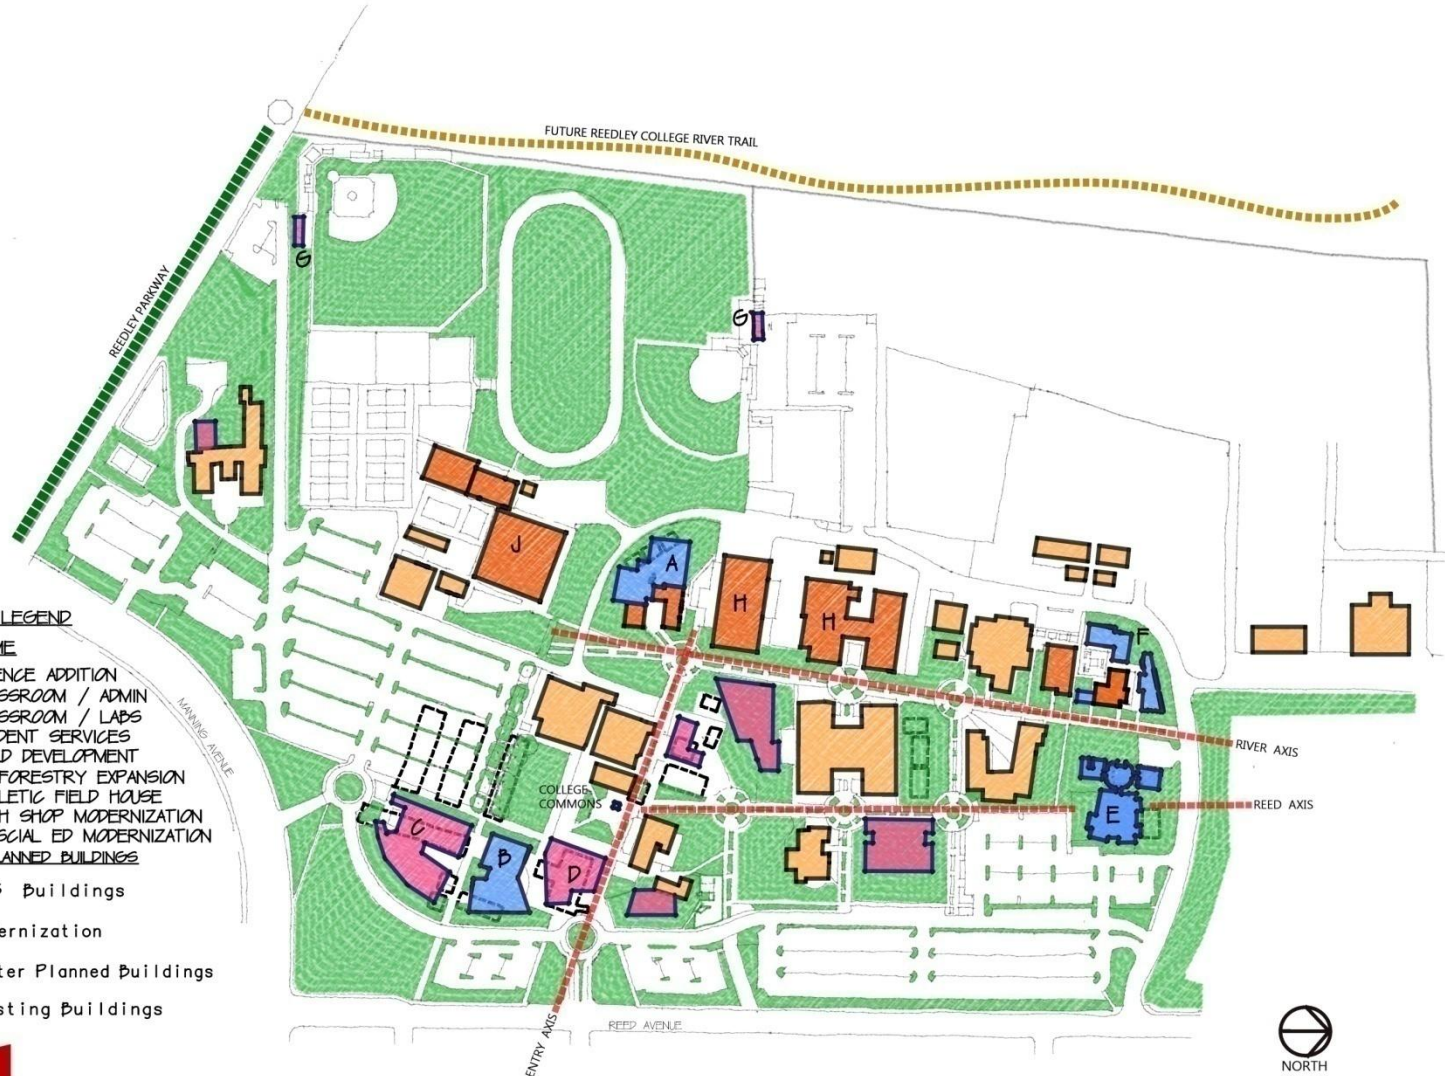 FUTURE REEDLEY COLLEGE RIVER TRAIL
REEDLEY PARKWAY
G
G
J
A
H
H
F
LEGEND
ENCE ADDITION
SSROOM / ADMIN
SSROOM / LABS
DENT SERVICES
D DEVELOPMENT
FORESTRY EXPANSION
LETIC FIELD HOUSE
H SHOP MODERNIZATION
SCIAL ED MODERNIZATION
LANNED BUILDINGS
Buildings
ernization
ter Planned Buildings
sting Buildings
MANNING AVENUE
RIVER AXIS
COLLEGE
COMMONS
REED AXIS
E
C
B
D
ENTRY AXIS
REED AVENUE
NORTH